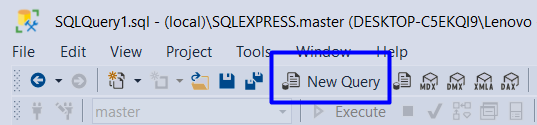 SQLQuery1.sql - (local)\SQLEXPRESS.master (DESKTOP-C5EKQI9\Lenovo
File Edit View Project Tools Window Help
New Query MDX DMX XMLA DAX
master Execute